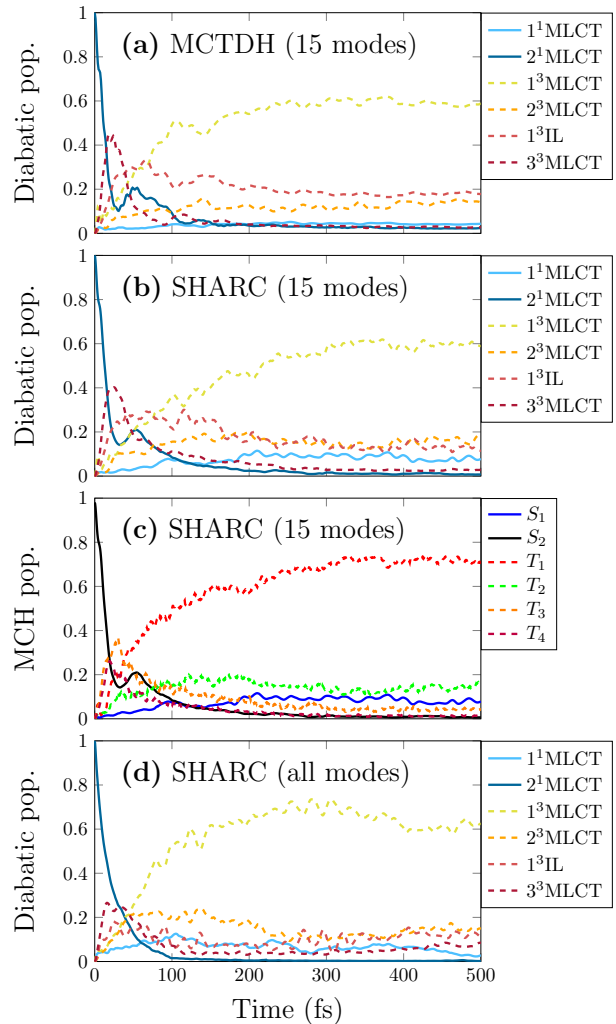 (a) MCTDH (15 modes)
Diabatic pop.
1
0.8
0.6
0.4
0.2
0
1¹MLCT
2¹MLCT
1³MLCT
2³MLCT
1³IL
3³MLCT
(b) SHARC (15 modes)
Diabatic pop.
1
0.8
0.6
0.4
0.2
0
1¹MLCT
2¹MLCT
1³MLCT
2³MLCT
1³IL
3³MLCT
(c) SHARC (15 modes)
MCH pop.
1
0.8
0.6
0.4
0.2
0
S₁
S₂
T₁
T₂
T₃
T₄
(d) SHARC (all modes)
Diabatic pop.
1
0.8
0.6
0.4
0.2
0
1¹MLCT
2¹MLCT
1³MLCT
2³MLCT
1³IL
3³MLCT
0 100 200 300 400 500
Time (fs)